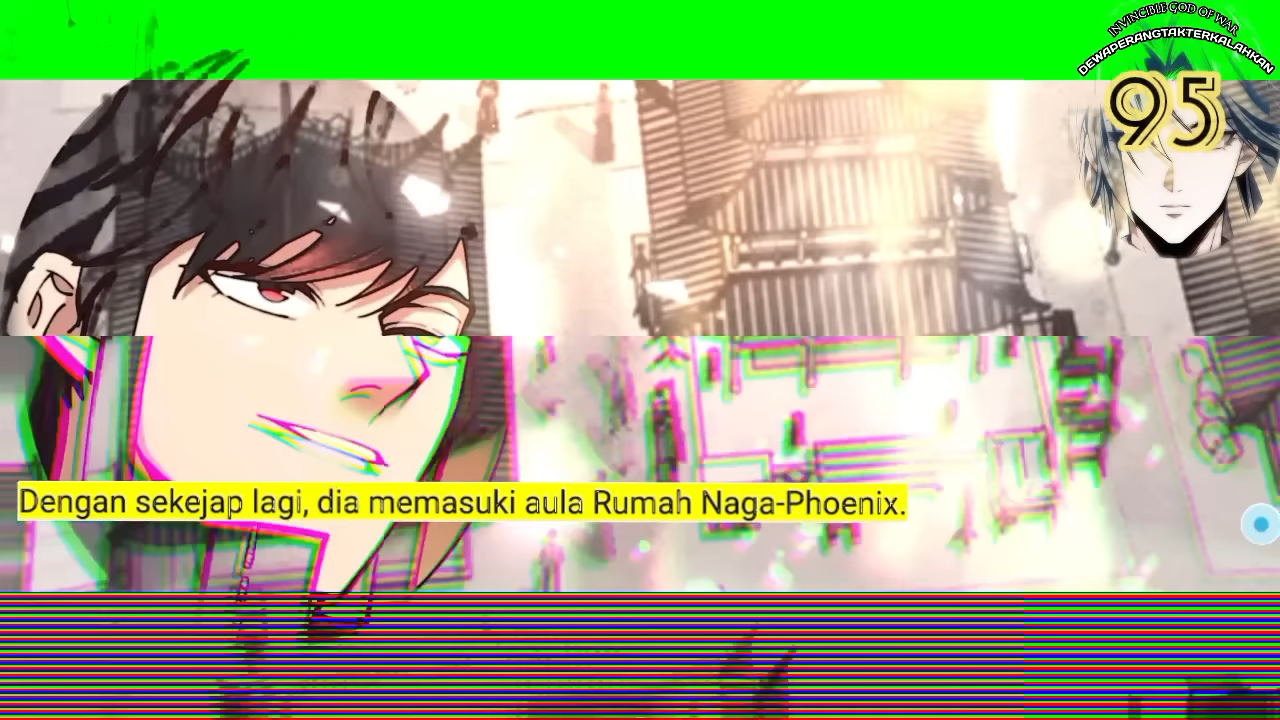 INVINCIBLE GOD OF WAR
DEWAPERANGTAKTERKALAHKAN
95
Dengan sekejap lagi, dia memasuki aula Rumah Naga-Phoenix.